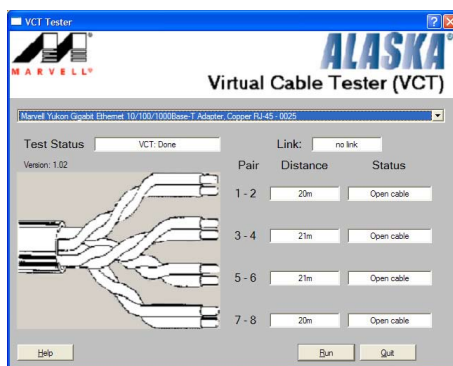 VCT Tester
MARVELL®
ALASKA®
Virtual Cable Tester (VCT)
Marvell Yukon Gigabit Ethernet 10/100/1000Base-T Adapter, Copper RJ-45 - 0025
Test Status VCT: Done Link: no link
Version: 1.02
Pair Distance Status
1 - 2 20m Open cable
3 - 4 21m Open cable
5 - 6 21m Open cable
7 - 8 20m Open cable
Help Run Quit